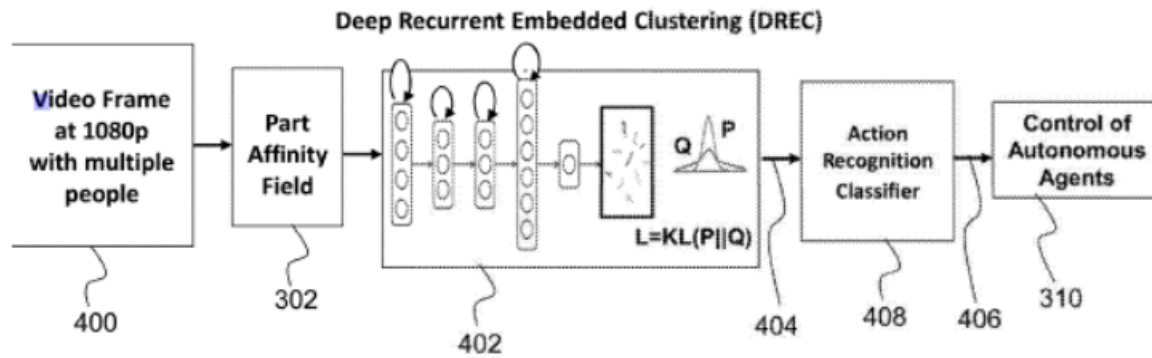 Deep Recurrent Embedded Clustering (DREC)
Video Frame
at 1080p
with multiple
people
Part
Affinity
Field
Q
P
L=KL(P||Q)
Action
Recognition
Classifier
Control of
Autonomous
Agents
400
302
402
404
408
406
310